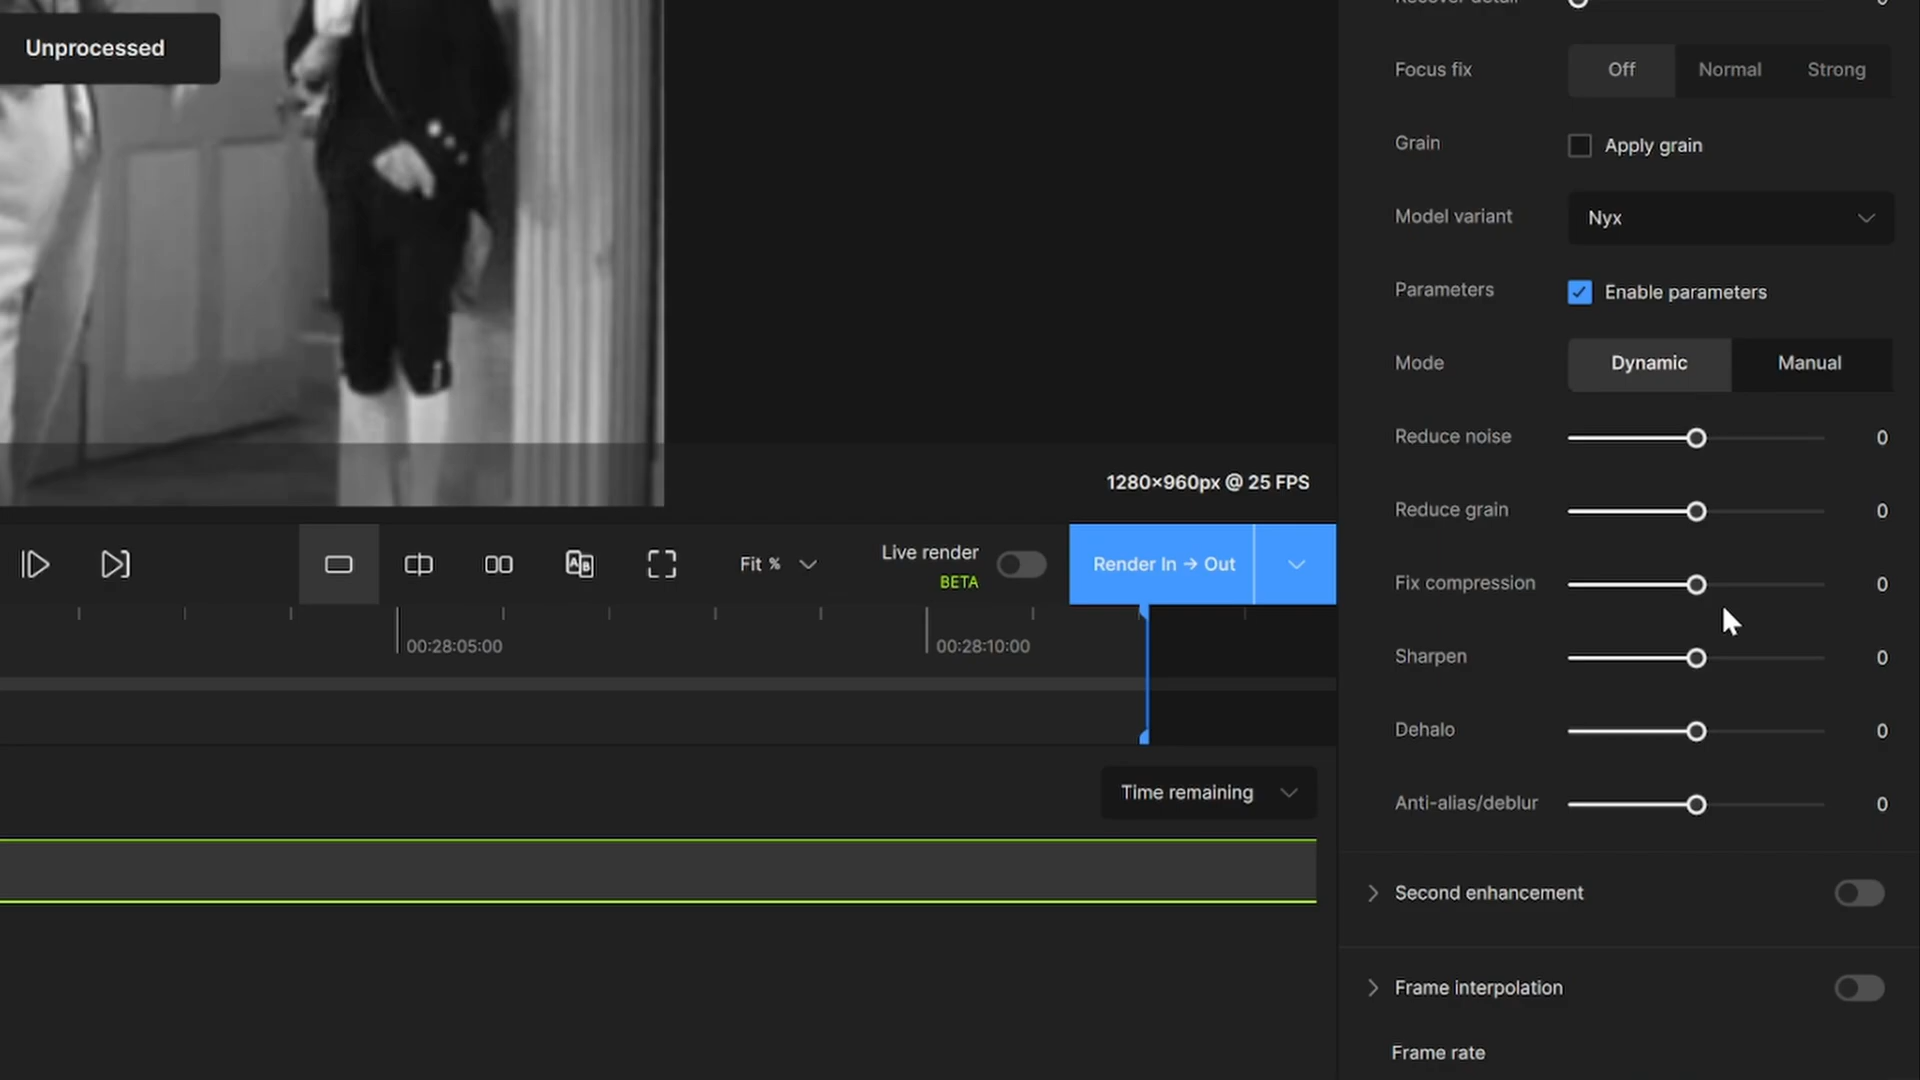 Unprocessed
Recover detail 0
Focus fix Off Normal Strong
Grain Apply grain
Model variant Nyx
Parameters Enable parameters
Mode Dynamic Manual
Reduce noise 0
Reduce grain 0
Fix compression 0
Sharpen 0
Dehalo 0
Anti-alias/deblur 0
Second enhancement
Frame interpolation
Frame rate
1280×960px @ 25 FPS
Fit %
Live render
BETA
Render In → Out
00:28:05:00 00:28:10:00
Time remaining